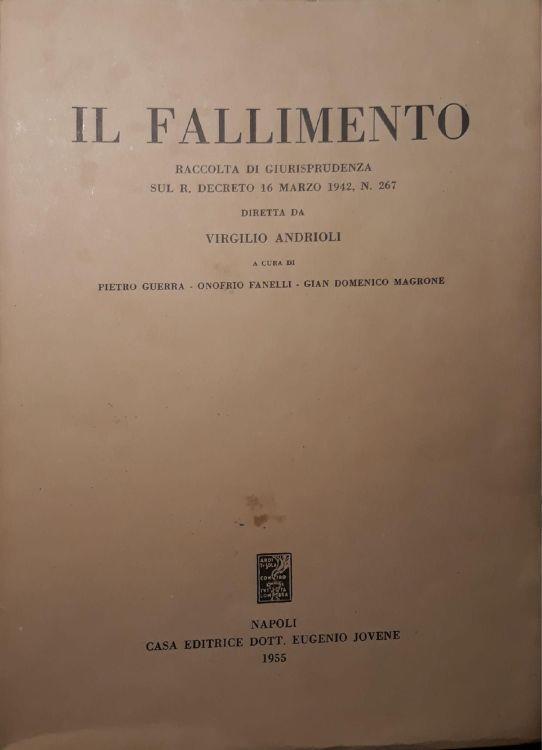 IL FALLIMENTO
RACCOLTA DI GIURISPRUDENZA
SUL R. DECRETO 16 MARZO 1942, N. 267
DIRETTA DA
VIRGILIO ANDRIOLI
A CURA DI
PIETRO GUERRA - ONOFRIO FANELLI - GIAN DOMENICO MAGRONE
NAPOLI
CASA EDITRICE DOTT. EUGENIO JOVENE
1955